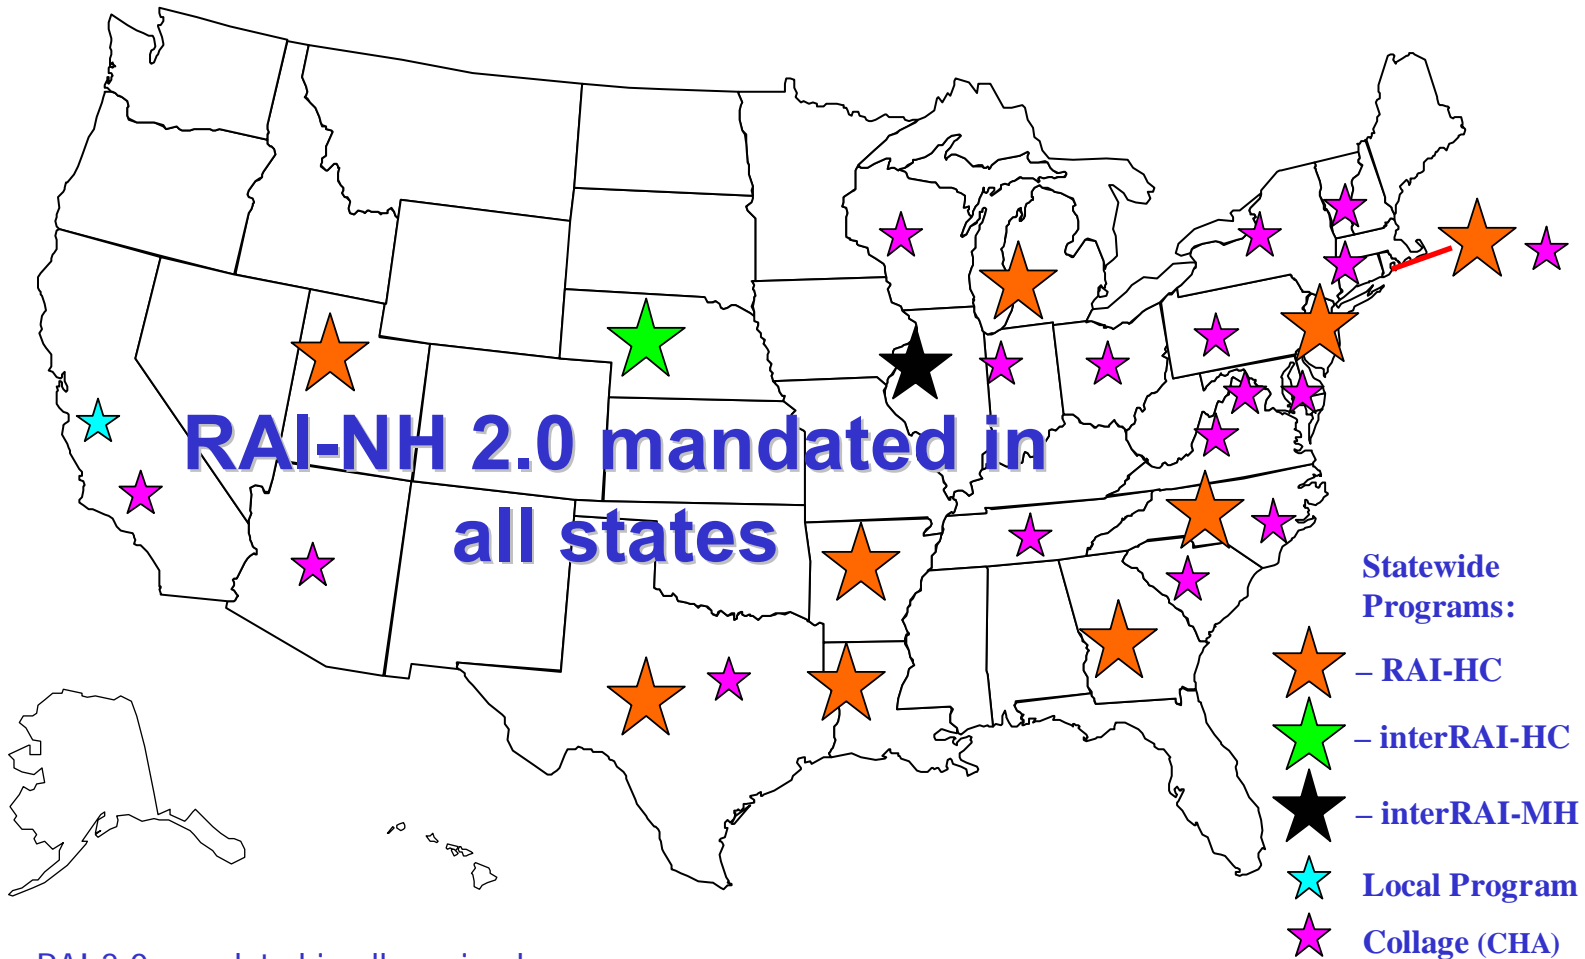 RAI-NH 2.0 mandated in
all states
Statewide
Programs:
– RAI-HC
– interRAI-HC
– interRAI-MH
Local Program
Collage (CHA)